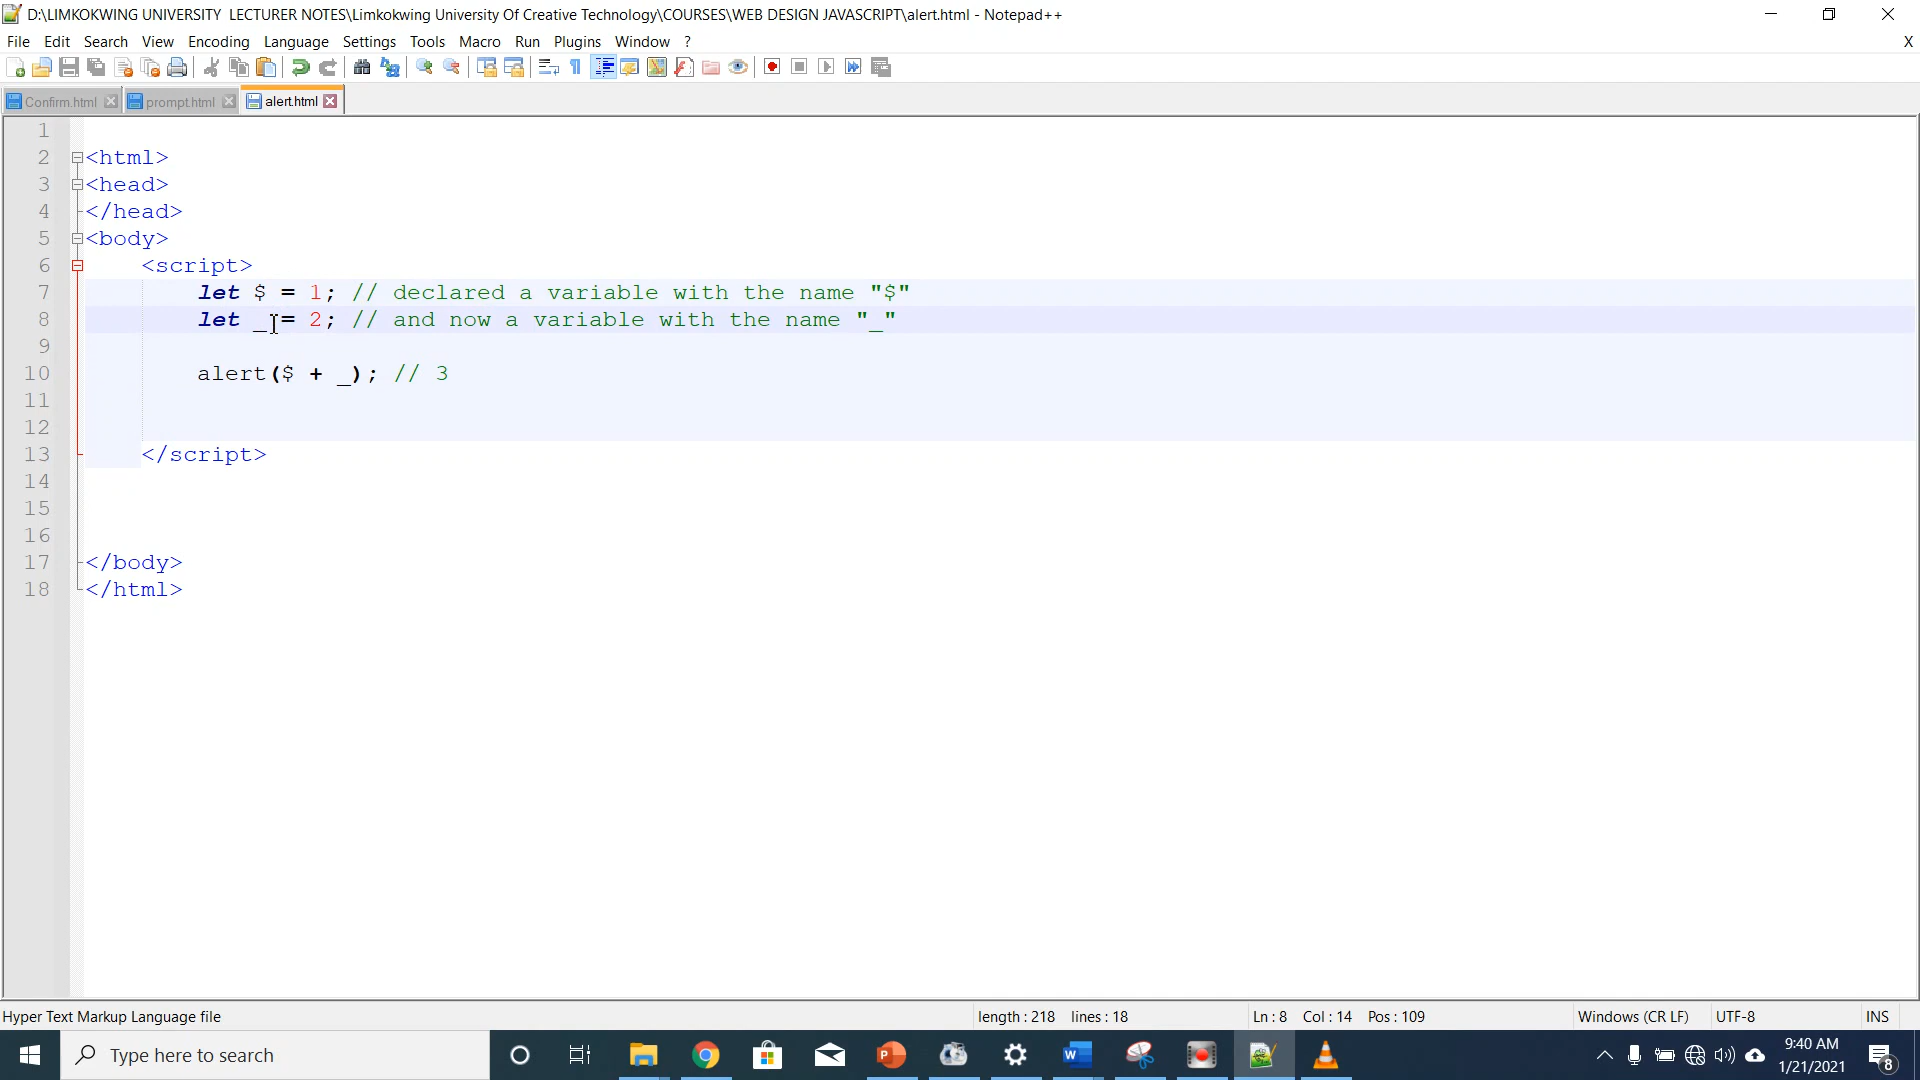 D:\LIMKOKWING UNIVERSITY  LECTURER NOTES\Limkokwing University Of Creative Technology\COURSES\WEB DESIGN JAVASCRIPT\alert.html - Notepad++
File Edit Search View Encoding Language Settings Tools Macro Run Plugins Window ? X
Confirm.html prompt.html alert.html
1
2 <html>
3 <head>
4 </head>
5 <body>
6 <script>
7 let $ = 1; // declared a variable with the name "$"
8 let _ = 2; // and now a variable with the name "_"
9
10 alert($ + _); // 3
11
12
13 </script>
14
15
16
17 </body>
18 </html>
Hyper Text Markup Language file length : 218 lines : 18 Ln : 8 Col : 14 Pos : 109 Windows (CR LF) UTF-8 INS
Type here to search
9:40 AM
1/21/2021
8